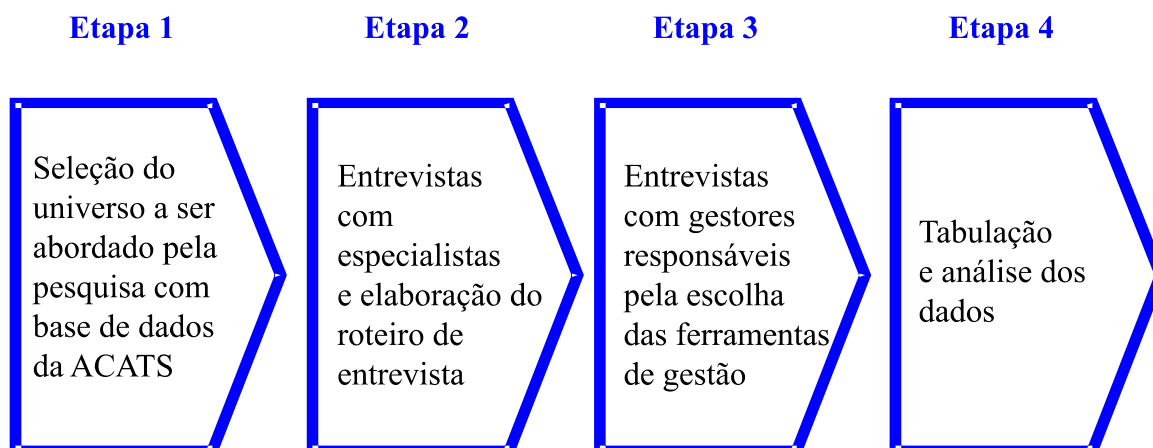 Etapa 1
Etapa 2
Etapa 3
Etapa 4
Seleção do
universo a ser
abordado pela
pesquisa com
base de dados
da ACATS
Entrevistas
com
especialistas
e elaboração do
roteiro de
entrevista
Entrevistas
com gestores
responsáveis
pela escolha
das ferramentas
de gestão
Tabulação
e análise dos
dados